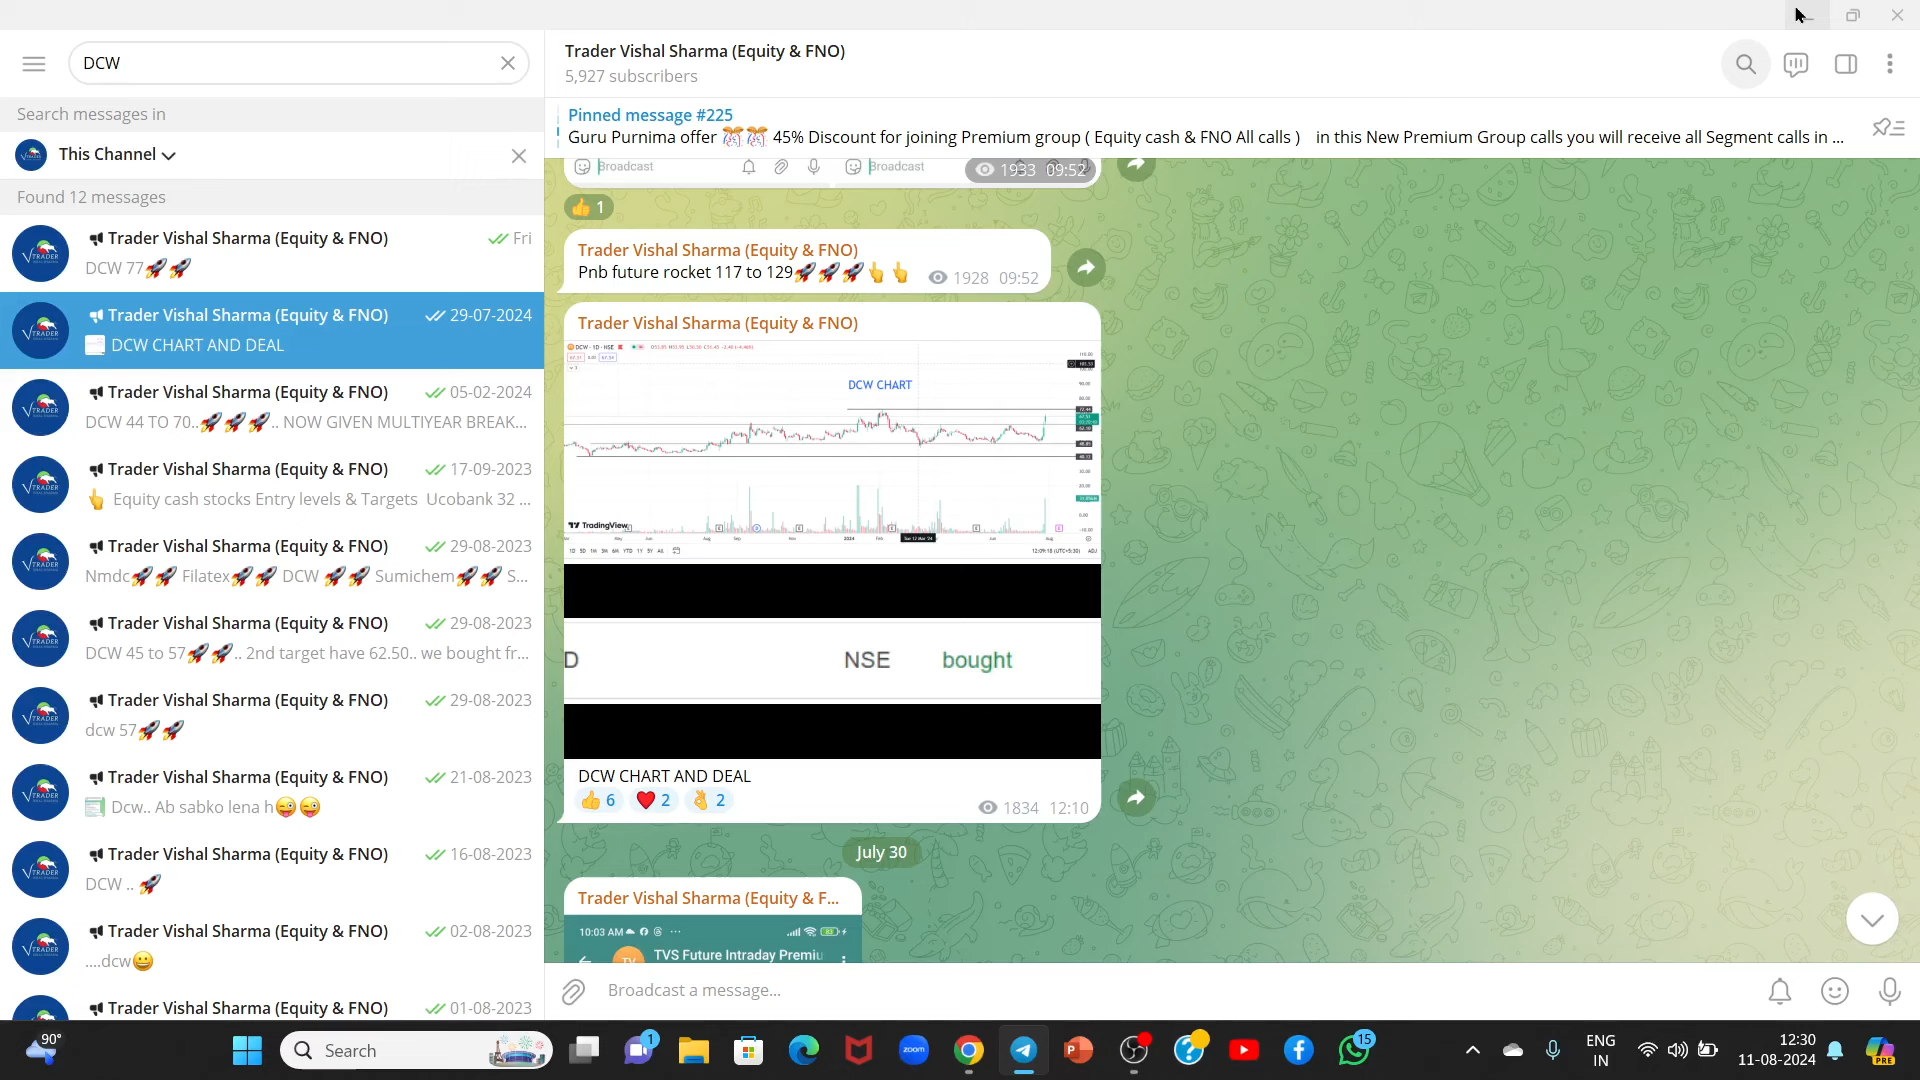 DCW
Search messages in
This Channel
Found 12 messages
Trader Vishal Sharma (Equity & FNO) Fri
DCW 77🚀🚀
Trader Vishal Sharma (Equity & FNO) 29-07-2024
DCW CHART AND DEAL
Trader Vishal Sharma (Equity & FNO) 05-02-2024
DCW 44 TO 70..🚀🚀🚀.. NOW GIVEN MULTIYEAR BREAK...
Trader Vishal Sharma (Equity & FNO) 17-09-2023
👆 Equity cash stocks Entry levels & Targets Ucobank 32 ...
Trader Vishal Sharma (Equity & FNO) 29-08-2023
Nmdc🚀🚀 Filatex🚀🚀 DCW 🚀🚀 Sumichem🚀🚀 S...
Trader Vishal Sharma (Equity & FNO) 29-08-2023
DCW 45 to 57🚀🚀.. 2nd target have 62.50.. we bought fr...
Trader Vishal Sharma (Equity & FNO) 29-08-2023
dcw 57🚀🚀
Trader Vishal Sharma (Equity & FNO) 21-08-2023
Dcw.. Ab sabko lena h😜😜
Trader Vishal Sharma (Equity & FNO) 16-08-2023
DCW .. 🚀
Trader Vishal Sharma (Equity & FNO) 02-08-2023
....dcw😀
Trader Vishal Sharma (Equity & FNO) 01-08-2023
Trader Vishal Sharma (Equity & FNO)
5,927 subscribers
Pinned message #225
Guru Purnima offer 🎊🎊 45% Discount for joining Premium group ( Equity cash & FNO All calls ) in this New Premium Group calls you will receive all Segment calls in ...
Broadcast Broadcast 1933 09:52
👍 1
Trader Vishal Sharma (Equity & FNO)
Pnb future rocket 117 to 129🚀🚀🚀👆👆 1928 09:52
Trader Vishal Sharma (Equity & FNO)
DCW · 1D · NSE
DCW CHART
TradingView
D NSE bought
DCW CHART AND DEAL
👍 6 ❤️ 2 👌 2 1834 12:10
July 30
Trader Vishal Sharma (Equity & F...
10:03 AM
TV TVS Future Intraday Premiu
Broadcast a message...
90°
Search
1
zoom
15
ENG
IN
12:30
11-08-2024
PRE